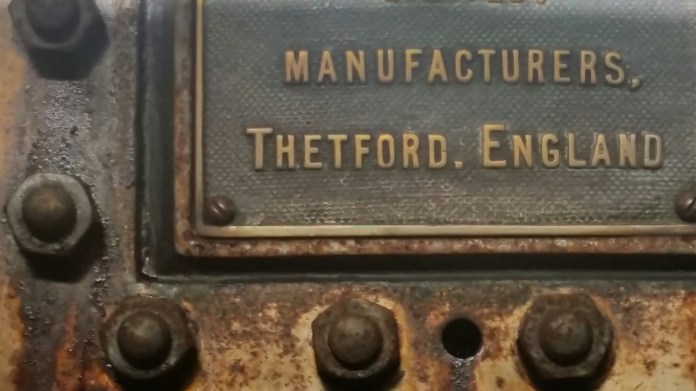 MANUFACTURERS,
THETFORD. ENGLAND